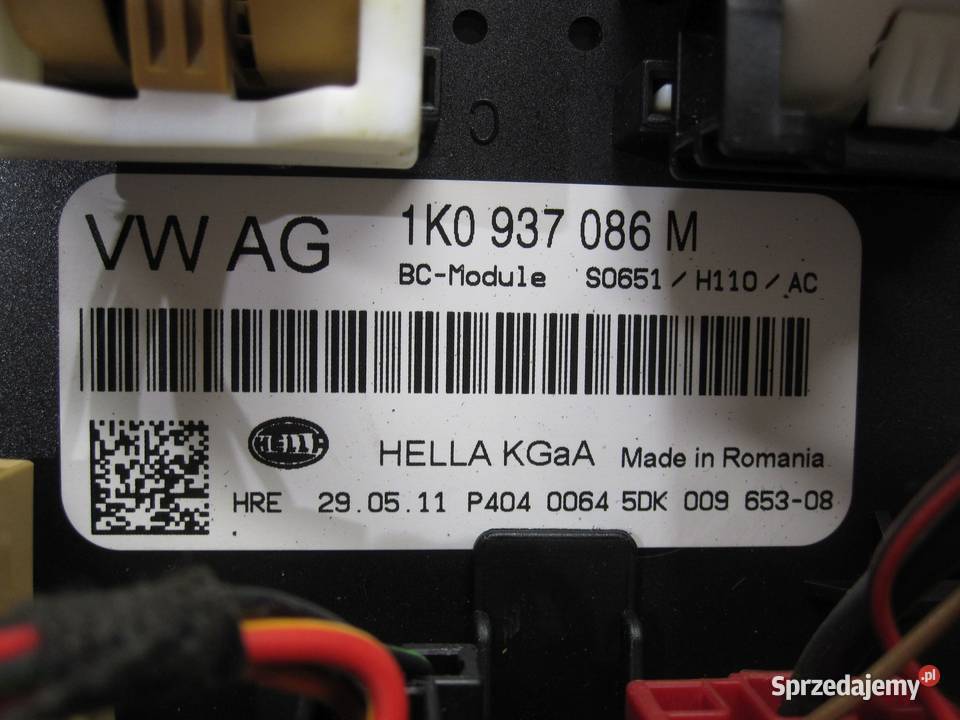 C
VW AG 1K0 937 086 M
BC-Module S0651 / H110 / AC
HELLA HELLA KGaA Made in Romania
HRE 29.05.11 P404 0064 5DK 009 653-08
Sprzedajemy.pl